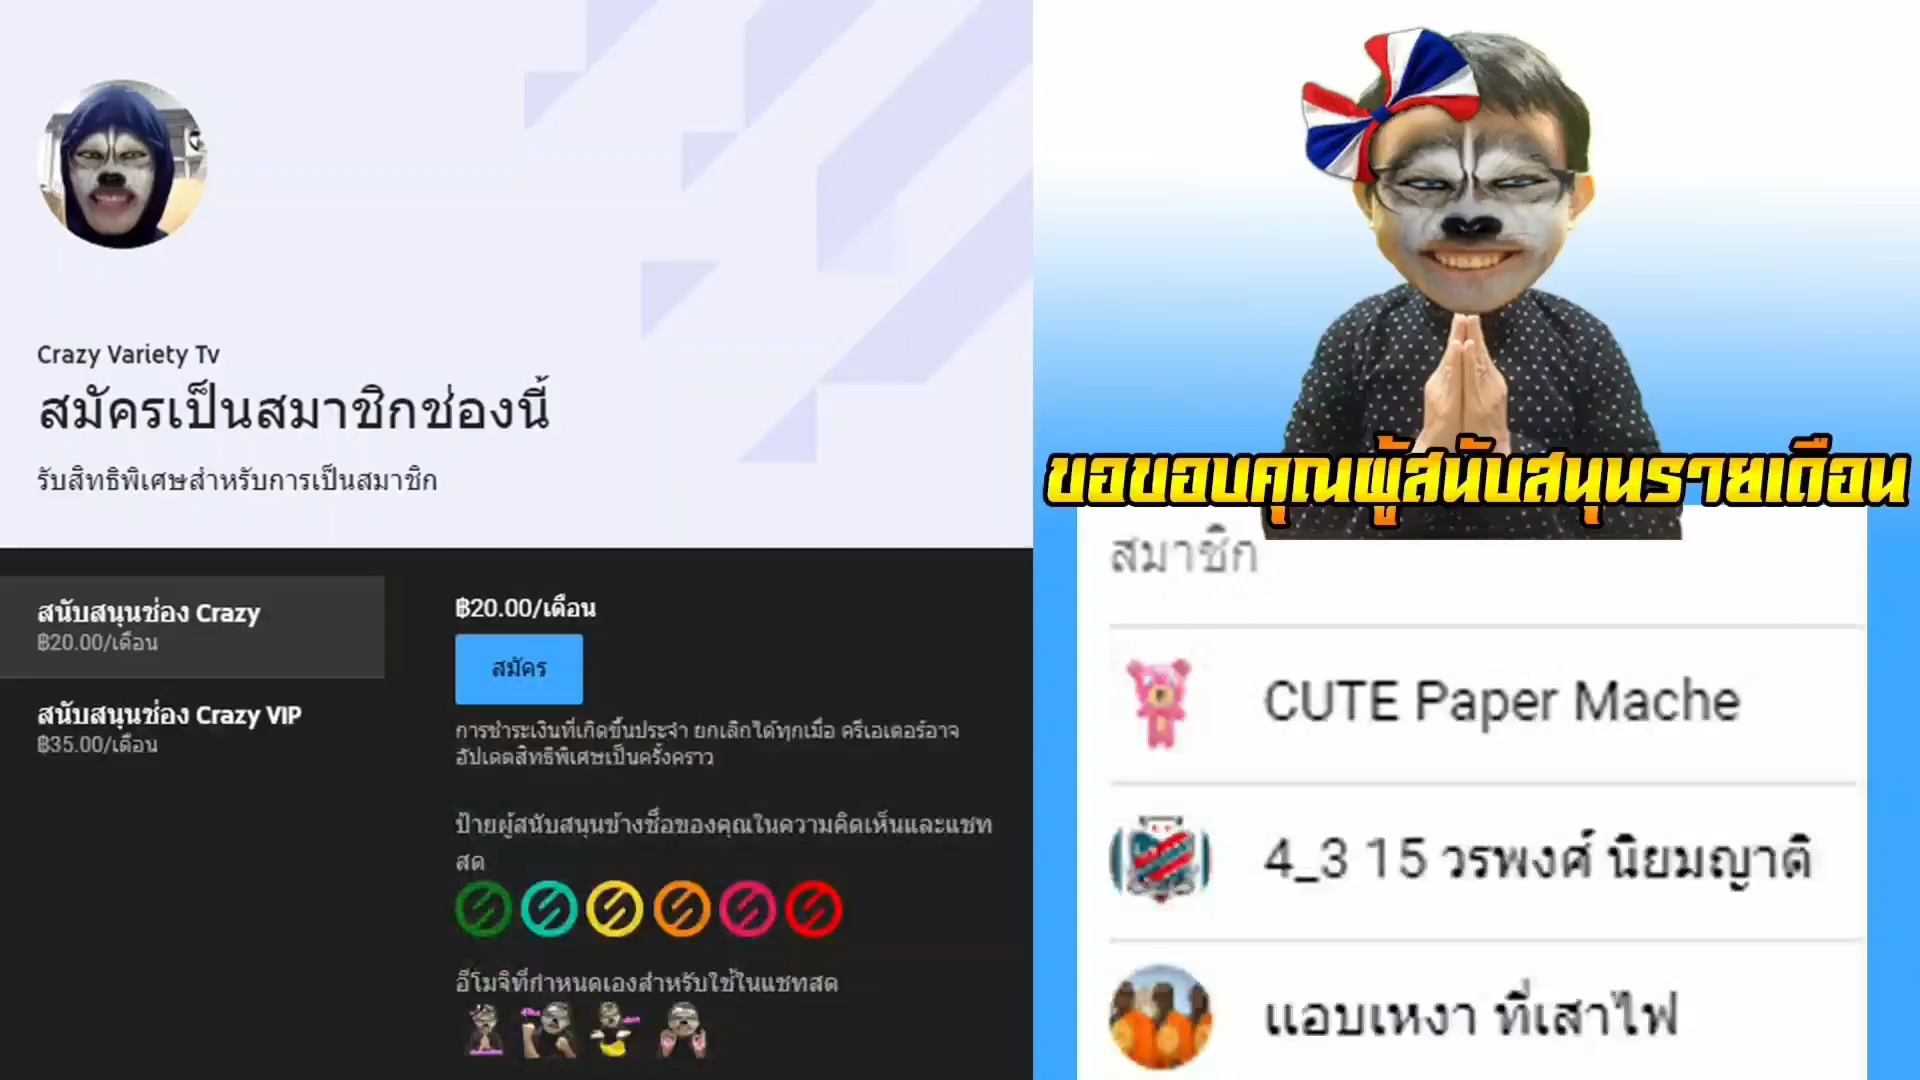 Crazy Variety Tv
สมัครเป็นสมาชิกช่องนี้
รับสิทธิพิเศษสำหรับการเป็นสมาชิก
สนับสนุนช่อง Crazy
฿20.00/เดือน
สนับสนุนช่อง Crazy VIP
฿35.00/เดือน
฿20.00/เดือน
สมัคร
การชำระเงินที่เกิดขึ้นประจำ ยกเลิกได้ทุกเมื่อ ครีเอเตอร์อาจ
อัปเดตสิทธิพิเศษเป็นครั้งคราว
ป้ายผู้สนับสนุนข้างชื่อของคุณในความคิดเห็นและแชท
สด
อีโมจิที่กำหนดเองสำหรับใช้ในแชทสด
ขอขอบคุณผู้สนับสนุนรายเดือน
สมาชิก
CUTE Paper Mache
4_3 15 วรพงศ์ นิยมญาติ
แอบเหงา ที่เสาไฟ